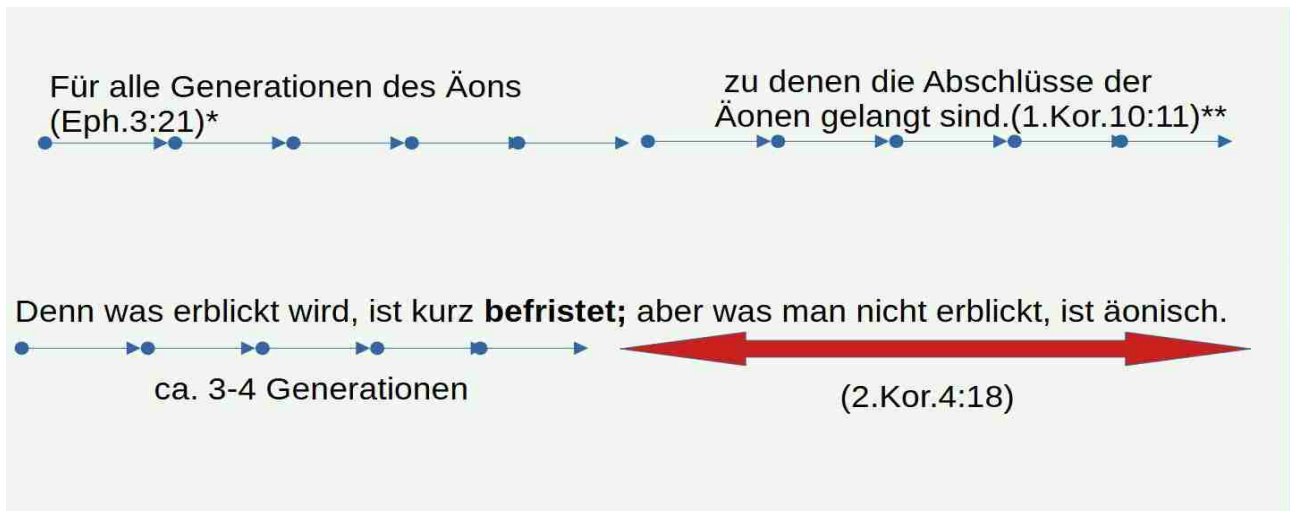 Für alle Generationen des Äons
(Eph.3:21)*
zu denen die Abschlüsse der
Äonen gelangt sind.(1.Kor.10:11)**
Denn was erblickt wird, ist kurz befristet; aber was man nicht erblickt, ist äonisch.
ca. 3-4 Generationen
(2.Kor.4:18)